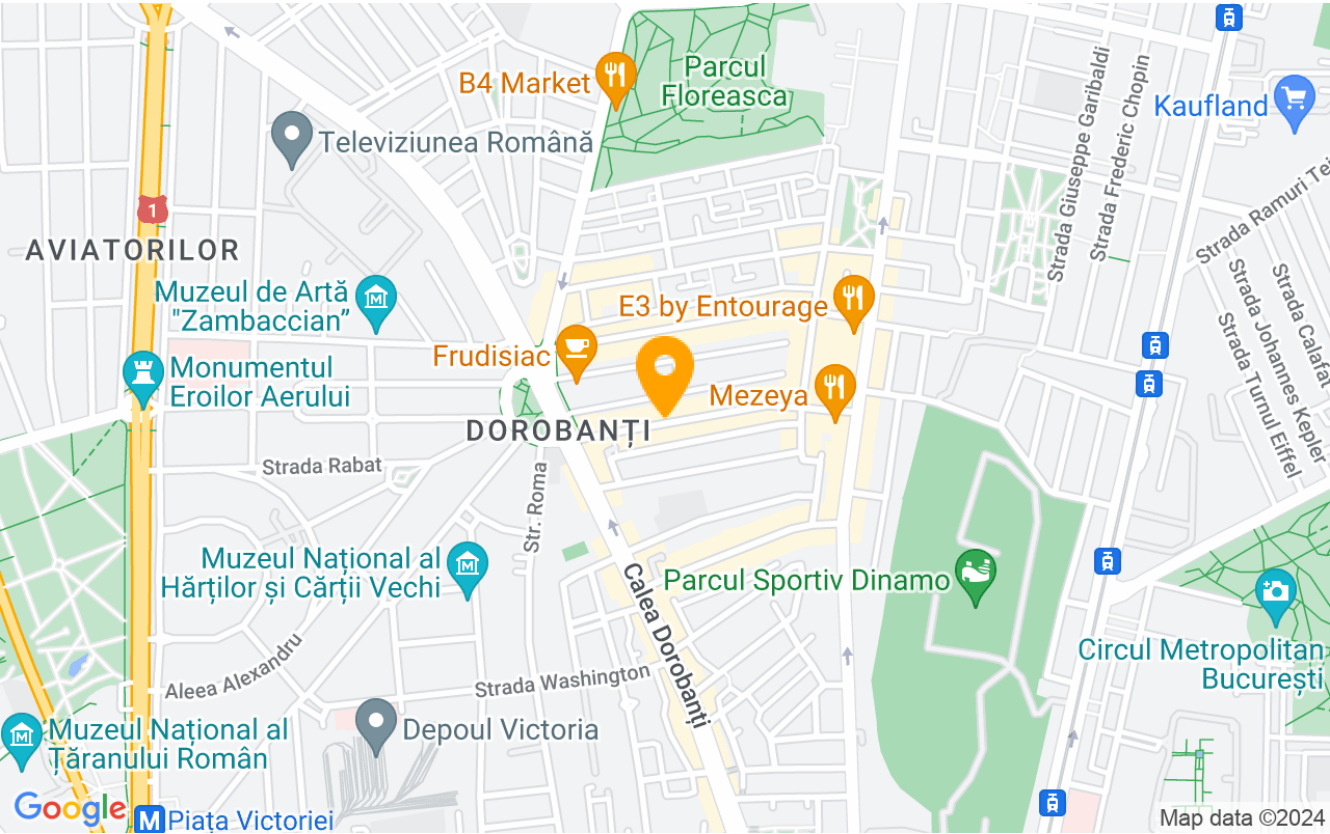 B4 Market
Parcul
Floreasca
Kaufland
Televiziunea Română
Strada Giuseppe Garibaldi
Strada Frederic Chopin
Strada Ramuri Tei
1
AVIATORILOR
Muzeul de Artă
"Zambaccian”
E3 by Entourage
Strada Johannes Kepler
Strada Calafat
Strada Turnul Eiffel
Frudisiac
Monumentul
Eroilor Aerului
Mezeya
DOROBANȚI
Strada Rabat
Str. Roma
Muzeul Național al
Hărților și Cărții Vechi
Parcul Sportiv Dinamo
Calea Dorobanți
Circul Metropolitan
București
Aleea Alexandru
Strada Washington
Muzeul Național al
Țăranului Român
Depoul Victoria
Google
M Piața Victoriei
Map data ©2024